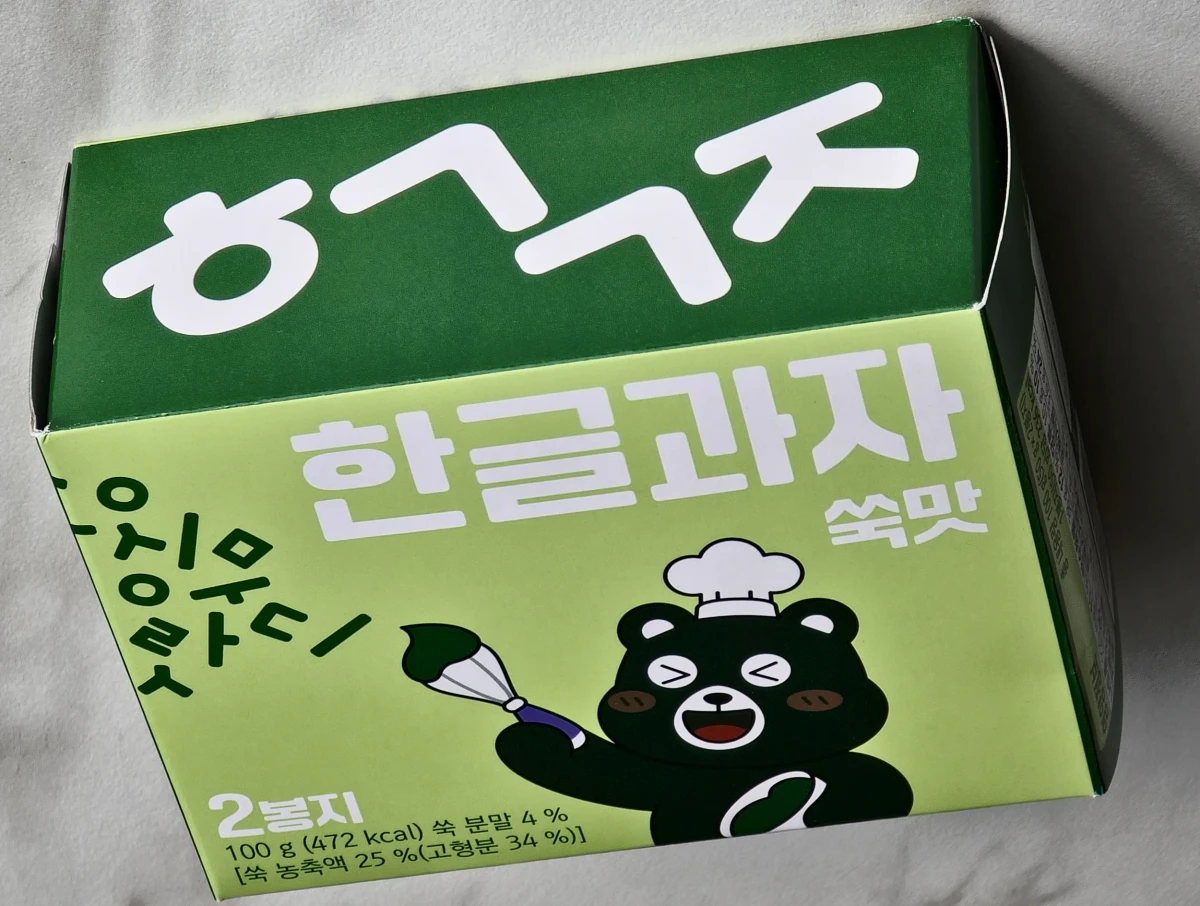 ㅎㄱㄱㅈ
한글과자
쑥맛
2봉지
100 g (472 kcal) 쑥 분말 4 %
[쑥 농축액 25 %(고형분 34 %)]